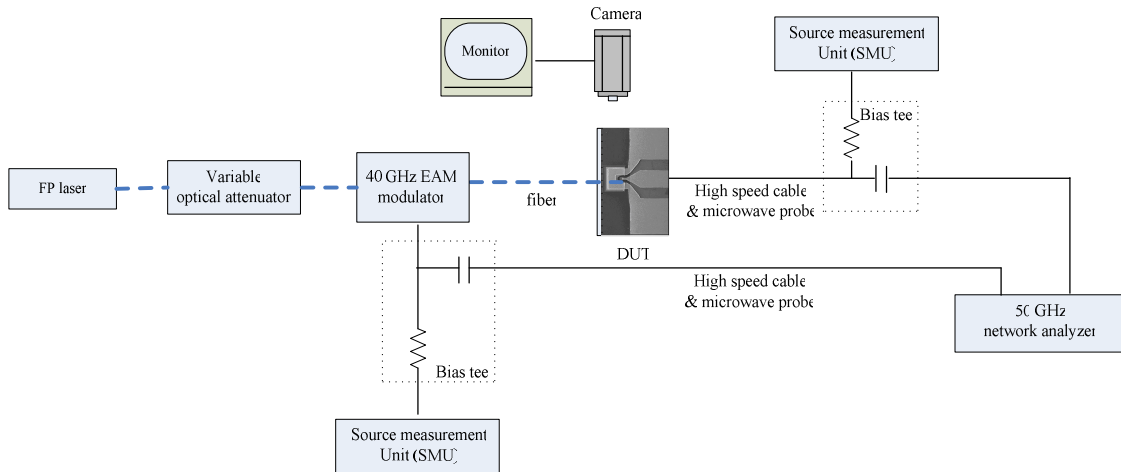 Camera
Monitor
Source measurement
Unit (SMU)
Bias tee
FP laser
Variable
optical attenuator
40 GHz EAM
modulator
fiber
High speed cable
& microwave probe
DUT
High speed cable
& microwave probe
50 GHz
network analyzer
Bias tee
Source measurement
Unit (SMU)